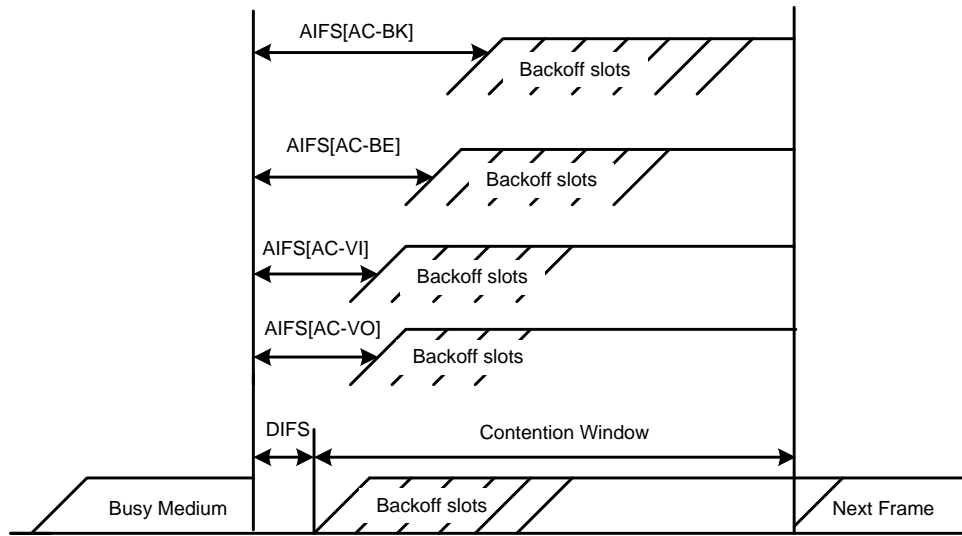 AIFS[AC-BK]
Backoff slots
AIFS[AC-BE]
Backoff slots
AIFS[AC-VI]
Backoff slots
AIFS[AC-VO]
Backoff slots
DIFS
Contention Window
Busy Medium
Backoff slots
Next Frame